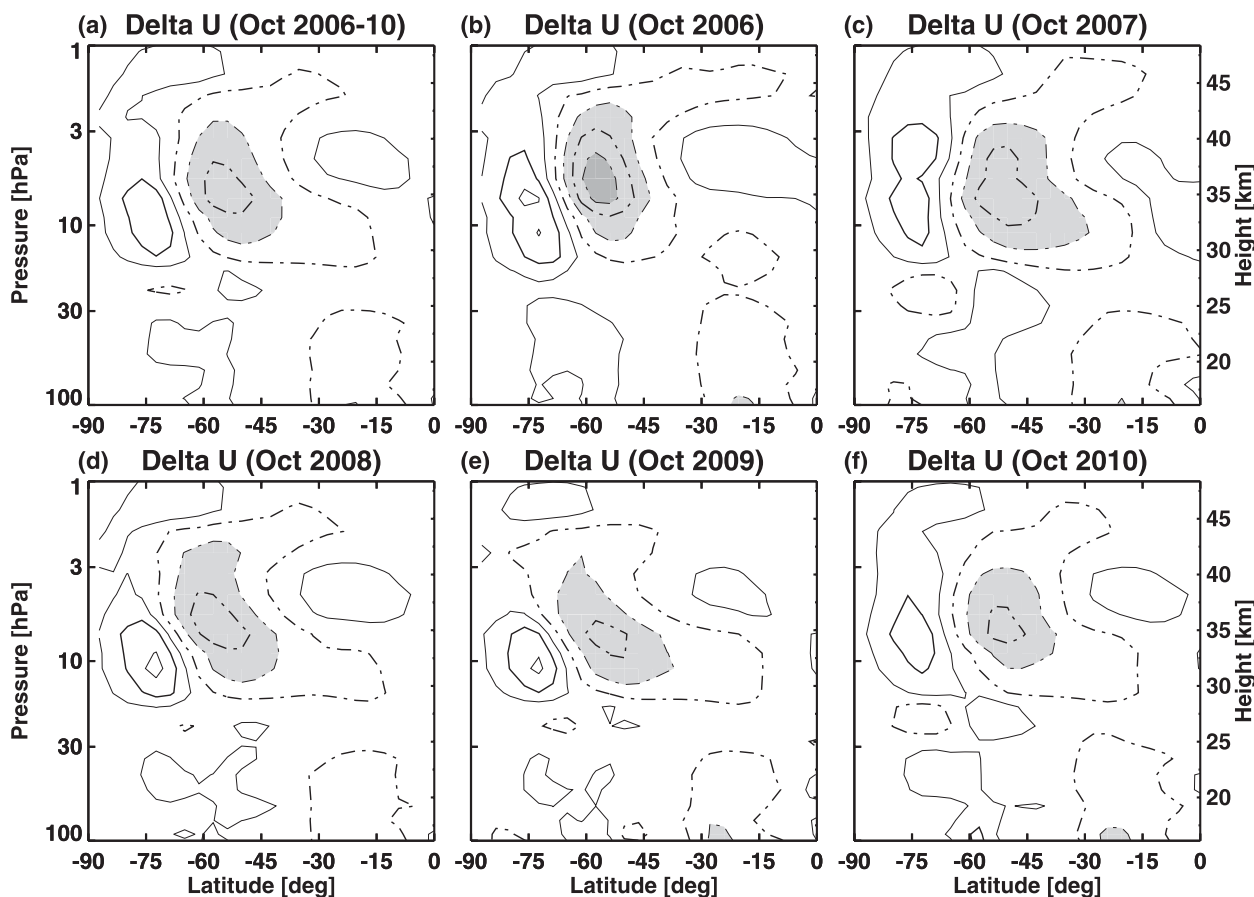 (a) Delta U (Oct 2006-10)
(b) Delta U (Oct 2006)
(c) Delta U (Oct 2007)
Pressure [hPa]
1
3
10
30
100
45
40
35
30
25
20
Height [km]
-90 -75 -60 -45 -30 -15 0
-90 -75 -60 -45 -30 -15 0
-90 -75 -60 -45 -30 -15 0
(d) Delta U (Oct 2008)
(e) Delta U (Oct 2009)
(f) Delta U (Oct 2010)
Pressure [hPa]
1
3
10
30
100
45
40
35
30
25
20
Height [km]
-90 -75 -60 -45 -30 -15 0
-90 -75 -60 -45 -30 -15 0
-90 -75 -60 -45 -30 -15 0
Latitude [deg]
Latitude [deg]
Latitude [deg]